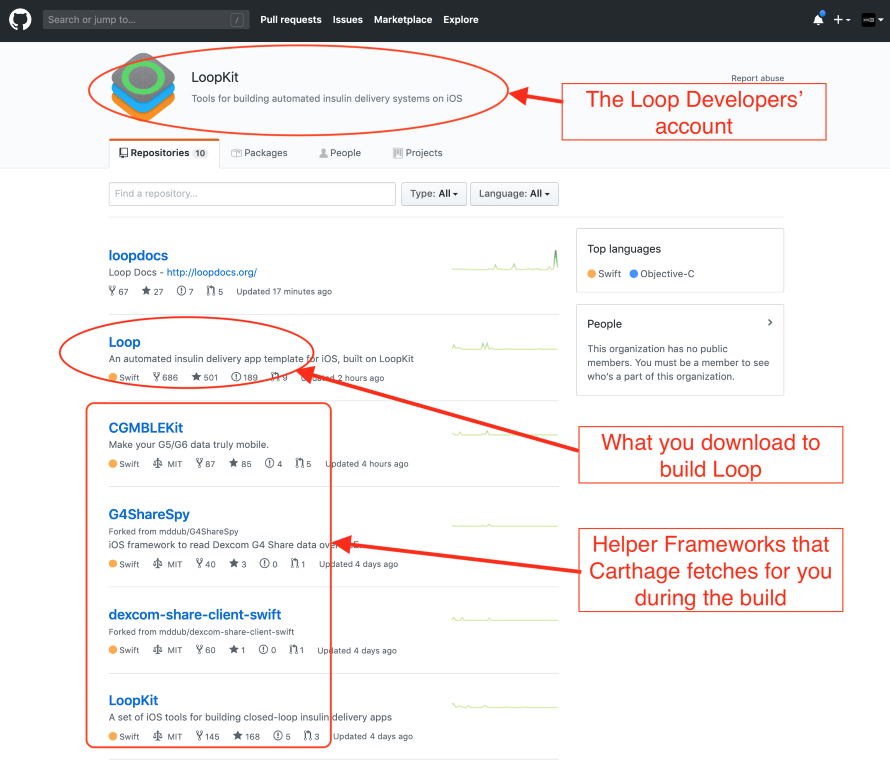 Search or jump to... /
Pull requests Issues Marketplace Explore
LoopKit
Tools for building automated insulin delivery systems on iOS
Report abuse
The Loop Developers'
account
Repositories 10 Packages People Projects
Find a repository...
Type: All Language: All
loopdocs
Loop Docs - http://loopdocs.org/
67 27 7 5 Updated 17 minutes ago
Top languages
Swift Objective-C
People
This organization has no public
members. You must be a member to see
who's a part of this organization.
Loop
An automated insulin delivery app template for iOS, built on LoopKit
Swift 686 501 189 9 Updated 2 hours ago
What you download to
build Loop
CGMBLEKit
Make your G5/G6 data truly mobile.
Swift MIT 87 85 4 5 Updated 4 hours ago
G4ShareSpy
Forked from mddub/G4ShareSpy
iOS framework to read Dexcom G4 Share data over
Swift MIT 40 3 0 1 Updated 4 days ago
Helper Frameworks that
Carthage fetches for you
during the build
dexcom-share-client-swift
Forked from mddub/dexcom-share-client-swift
Swift MIT 60 1 0 1 Updated 4 days ago
LoopKit
A set of iOS tools for building closed-loop insulin delivery apps
Swift MIT 145 168 5 3 Updated 4 days ago